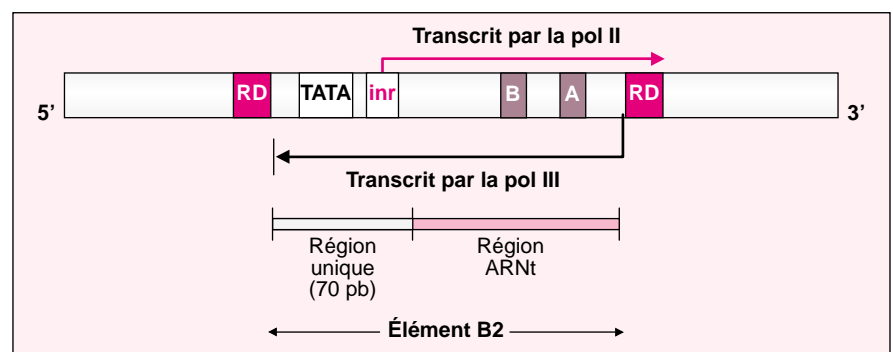 Transcrit par la pol II
RD TATA inr B A RD
5’ 3’
Transcrit par la pol III
Région
unique
(70 pb)
Région
ARNt
Élément B2